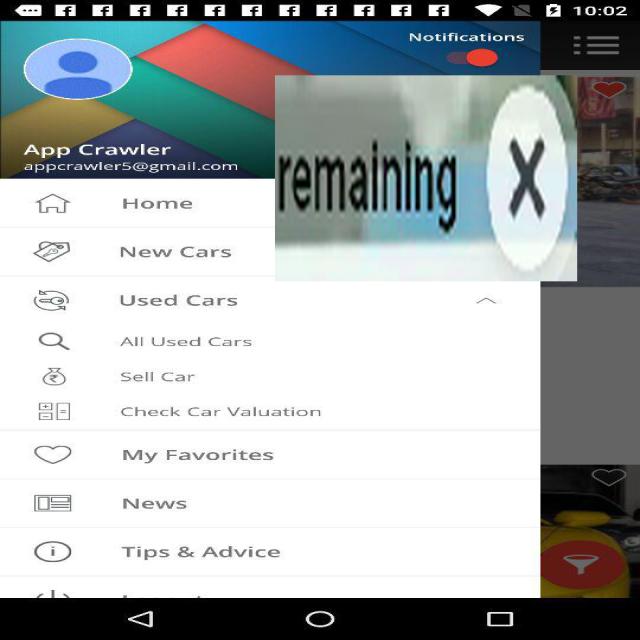 10:02
Notifications
App Crawler
appcrawler5@gmail.com
remaining X
Home
New Cars
Used Cars
All Used Cars
Sell Car
Check Car Valuation
My Favorites
News
Tips & Advice